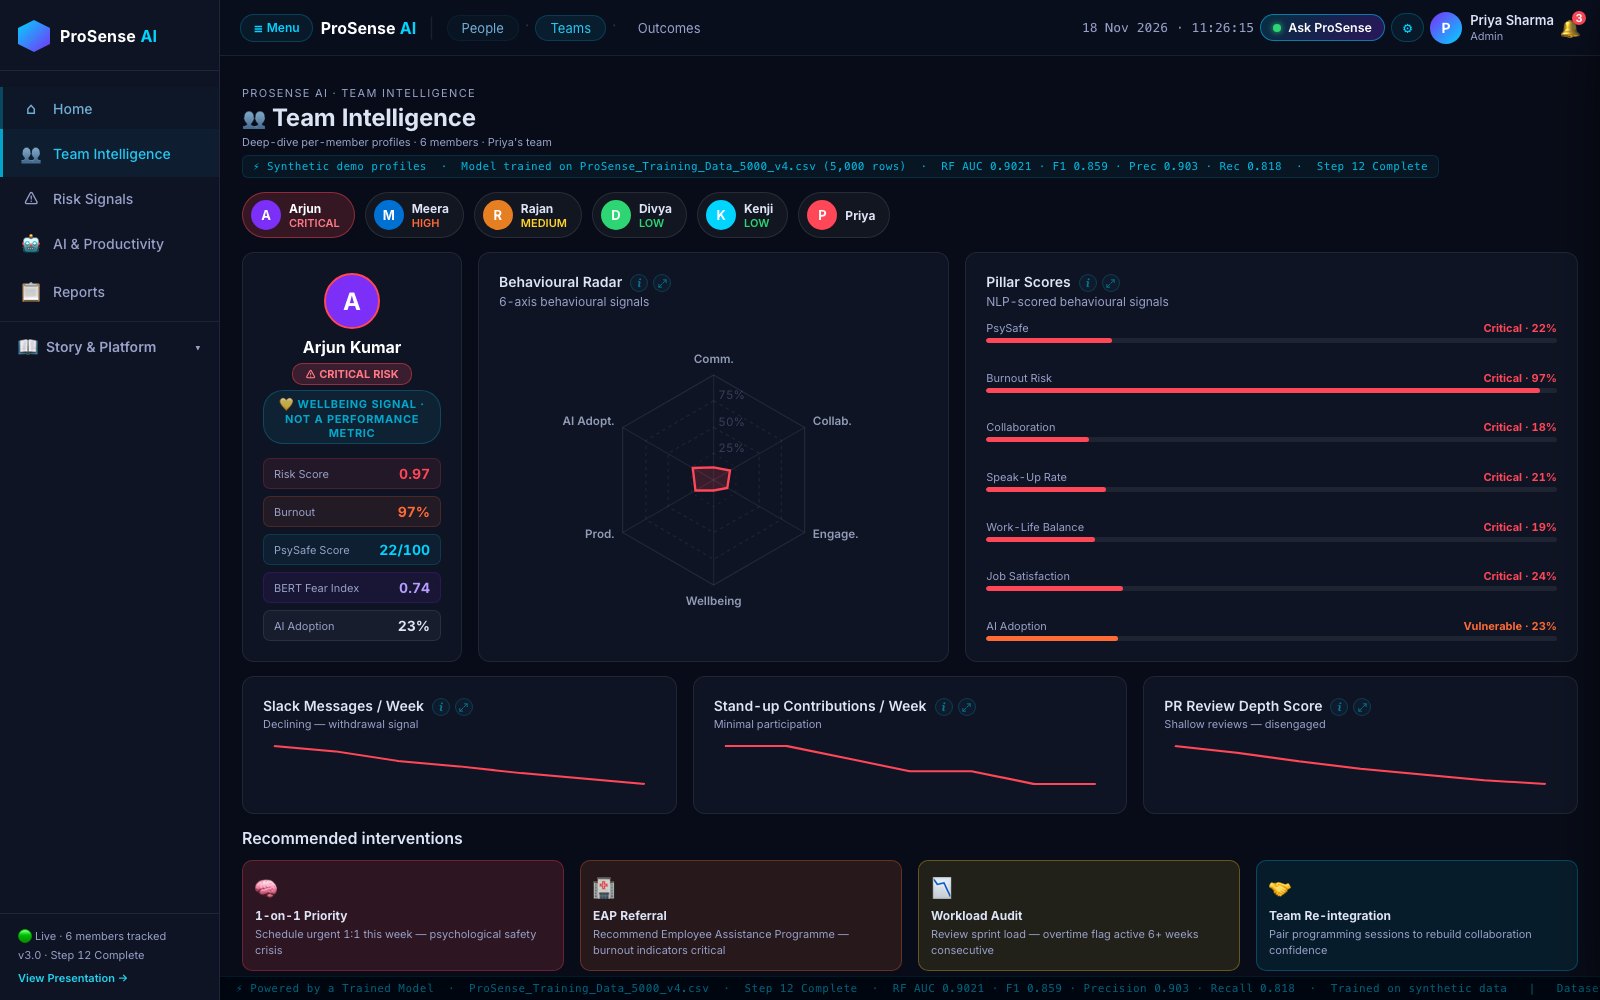 ProSense AI
≡ Menu
ProSense AI
People · Teams · Outcomes
18 Nov 2026 · 11:26:15
Ask ProSense
P
Priya Sharma
Admin
3
Home
Team Intelligence
Risk Signals
AI & Productivity
Reports
Story & Platform
Live · 6 members tracked
v3.0 · Step 12 Complete
View Presentation →
PROSENSE AI · TEAM INTELLIGENCE
Team Intelligence
Deep-dive per-member profiles · 6 members · Priya's team
⚡ Synthetic demo profiles · Model trained on ProSense_Training_Data_5000_v4.csv (5,000 rows) · RF AUC 0.9021 · F1 0.859 · Prec 0.903 · Rec 0.818 · Step 12 Complete
A Arjun
CRITICAL
M Meera
HIGH
R Rajan
MEDIUM
D Divya
LOW
K Kenji
LOW
P Priya
A
Arjun Kumar
⚠ CRITICAL RISK
💛 WELLBEING SIGNAL ·
NOT A PERFORMANCE
METRIC
Risk Score 0.97
Burnout 97%
PsySafe Score 22/100
BERT Fear Index 0.74
AI Adoption 23%
Behavioural Radar i
6-axis behavioural signals
Comm.
75%
AI Adopt.
50%
Collab.
25%
Prod.
Engage.
Wellbeing
Pillar Scores i
NLP-scored behavioural signals
PsySafe Critical · 22%
Burnout Risk Critical · 97%
Collaboration Critical · 18%
Speak-Up Rate Critical · 21%
Work-Life Balance Critical · 19%
Job Satisfaction Critical · 24%
AI Adoption Vulnerable · 23%
Slack Messages / Week i
Declining — withdrawal signal
Stand-up Contributions / Week i
Minimal participation
PR Review Depth Score i
Shallow reviews — disengaged
Recommended interventions
1-on-1 Priority
Schedule urgent 1:1 this week — psychological safety
crisis
EAP Referral
Recommend Employee Assistance Programme —
burnout indicators critical
Workload Audit
Review sprint load — overtime flag active 6+ weeks
consecutive
Team Re-integration
Pair programming sessions to rebuild collaboration
confidence
⚡ Powered by a Trained Model · ProSense_Training_Data_5000_v4.csv · Step 12 Complete · RF AUC 0.9021 · F1 0.859 · Precision 0.903 · Recall 0.818 · Trained on synthetic data | Datase